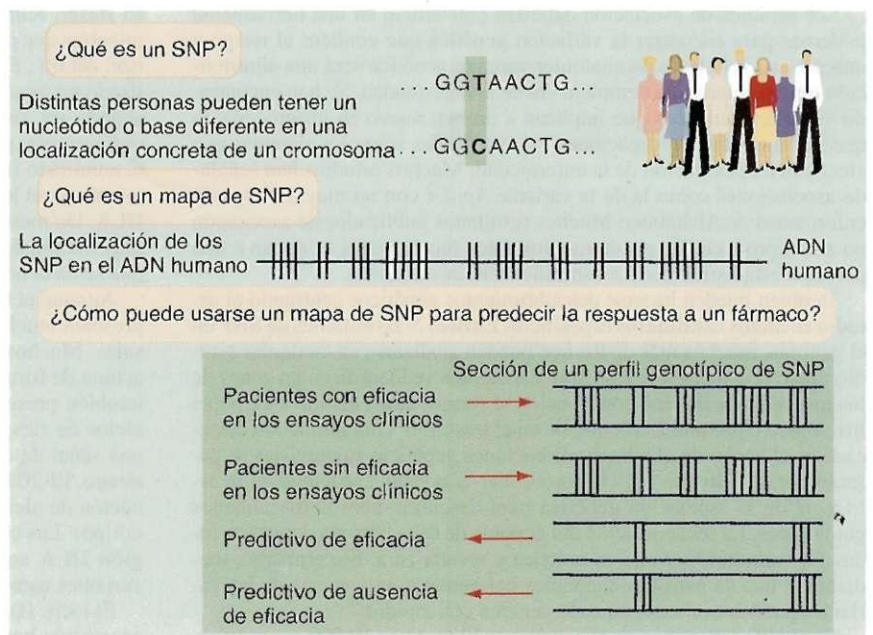 ¿Qué es un SNP?
... GGTAACTG...
Distintas personas pueden tener un
nucleótido o base diferente en una
localización concreta de un cromosoma ... GGCAACTG...
¿Qué es un mapa de SNP?
La localización de los
SNP en el ADN humano
ADN
humano
¿Cómo puede usarse un mapa de SNP para predecir la respuesta a un fármaco?
Sección de un perfil genotípico de SNP
Pacientes con eficacia
en los ensayos clínicos
Pacientes sin eficacia
en los ensayos clínicos
Predictivo de eficacia
Predictivo de ausencia
de eficacia